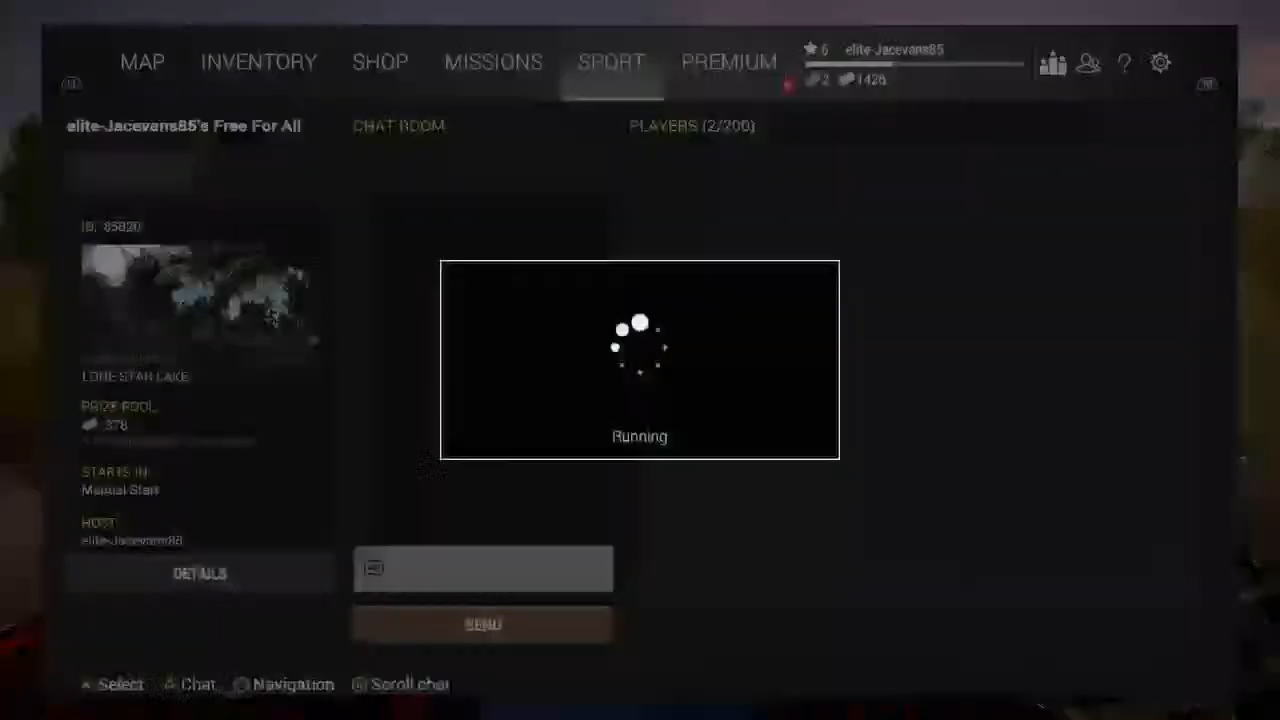 MAP INVENTORY SHOP MISSIONS SPORT PREMIUM
6 elite-Jacevans85
2 1426
elite-Jacevans85's Free For All
CHAT ROOM
PLAYERS (2/200)
ID: 85820
LONE STAR LAKE
PRIZE POOL
378
STARTS IN
Manual Start
HOST
elite-Jacevans85
DETAILS
Running
SEND
Select Chat Navigation Scroll chat